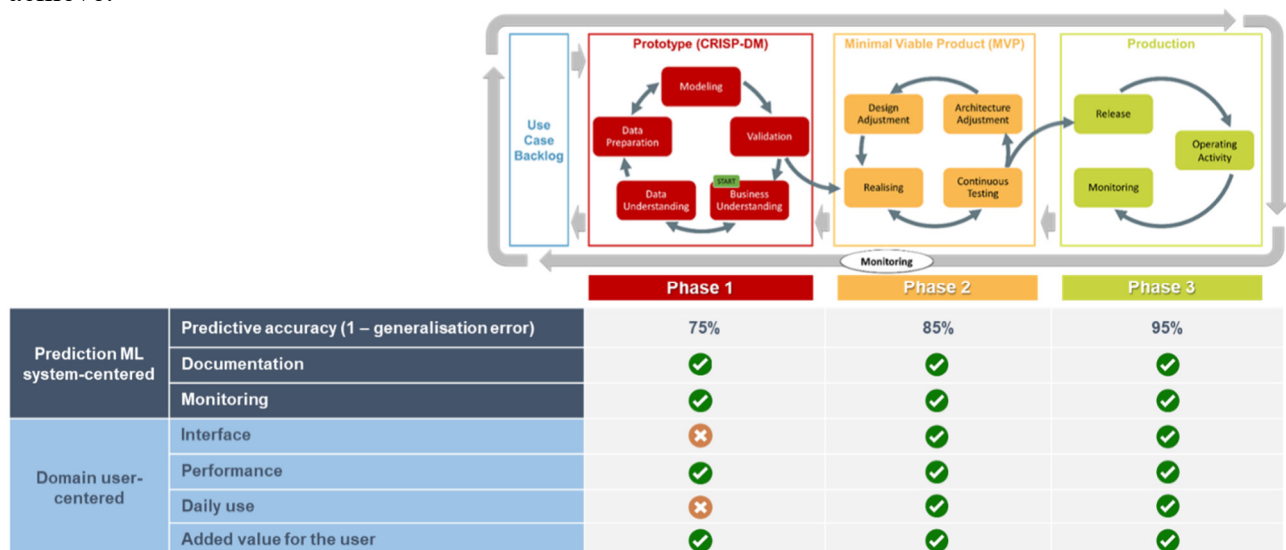 Prototype (CRISP-DM)
Minimal Viable Product (MVP)
Production
Use
Case
Backlog
Modeling
Data
Preparation
Validation
Data
Understanding
START
Business
Understanding
Design
Adjustment
Architecture
Adjustment
Realising
Continuous
Testing
Release
Operating
Activity
Monitoring
Monitoring
Phase 1
Phase 2
Phase 3
Prediction ML
system-centered
Predictive accuracy (1 – generalisation error)
75%
85%
95%
Documentation
Monitoring
Domain user-
centered
Interface
Performance
Daily use
Added value for the user